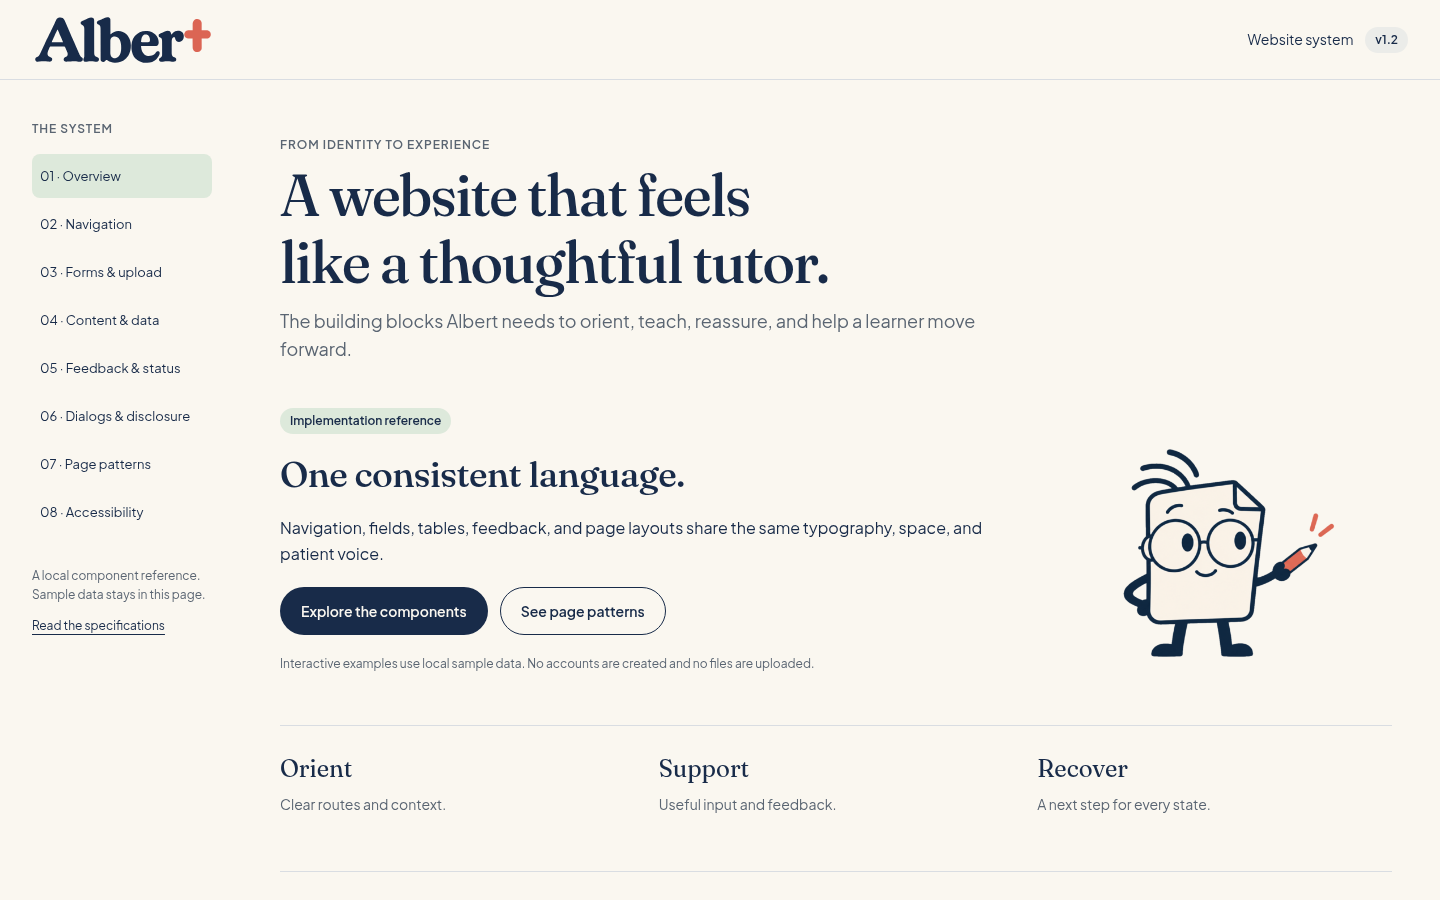 Alber+
Website system
v1.2
THE SYSTEM
01 · Overview
02 · Navigation
03 · Forms & upload
04 · Content & data
05 · Feedback & status
06 · Dialogs & disclosure
07 · Page patterns
08 · Accessibility
A local component reference.
Sample data stays in this page.
Read the specifications
FROM IDENTITY TO EXPERIENCE
A website that feels
like a thoughtful tutor.
The building blocks Albert needs to orient, teach, reassure, and help a learner move
forward.
Implementation reference
One consistent language.
Navigation, fields, tables, feedback, and page layouts share the same typography, space, and
patient voice.
Explore the components
See page patterns
Interactive examples use local sample data. No accounts are created and no files are uploaded.
Orient
Clear routes and context.
Support
Useful input and feedback.
Recover
A next step for every state.